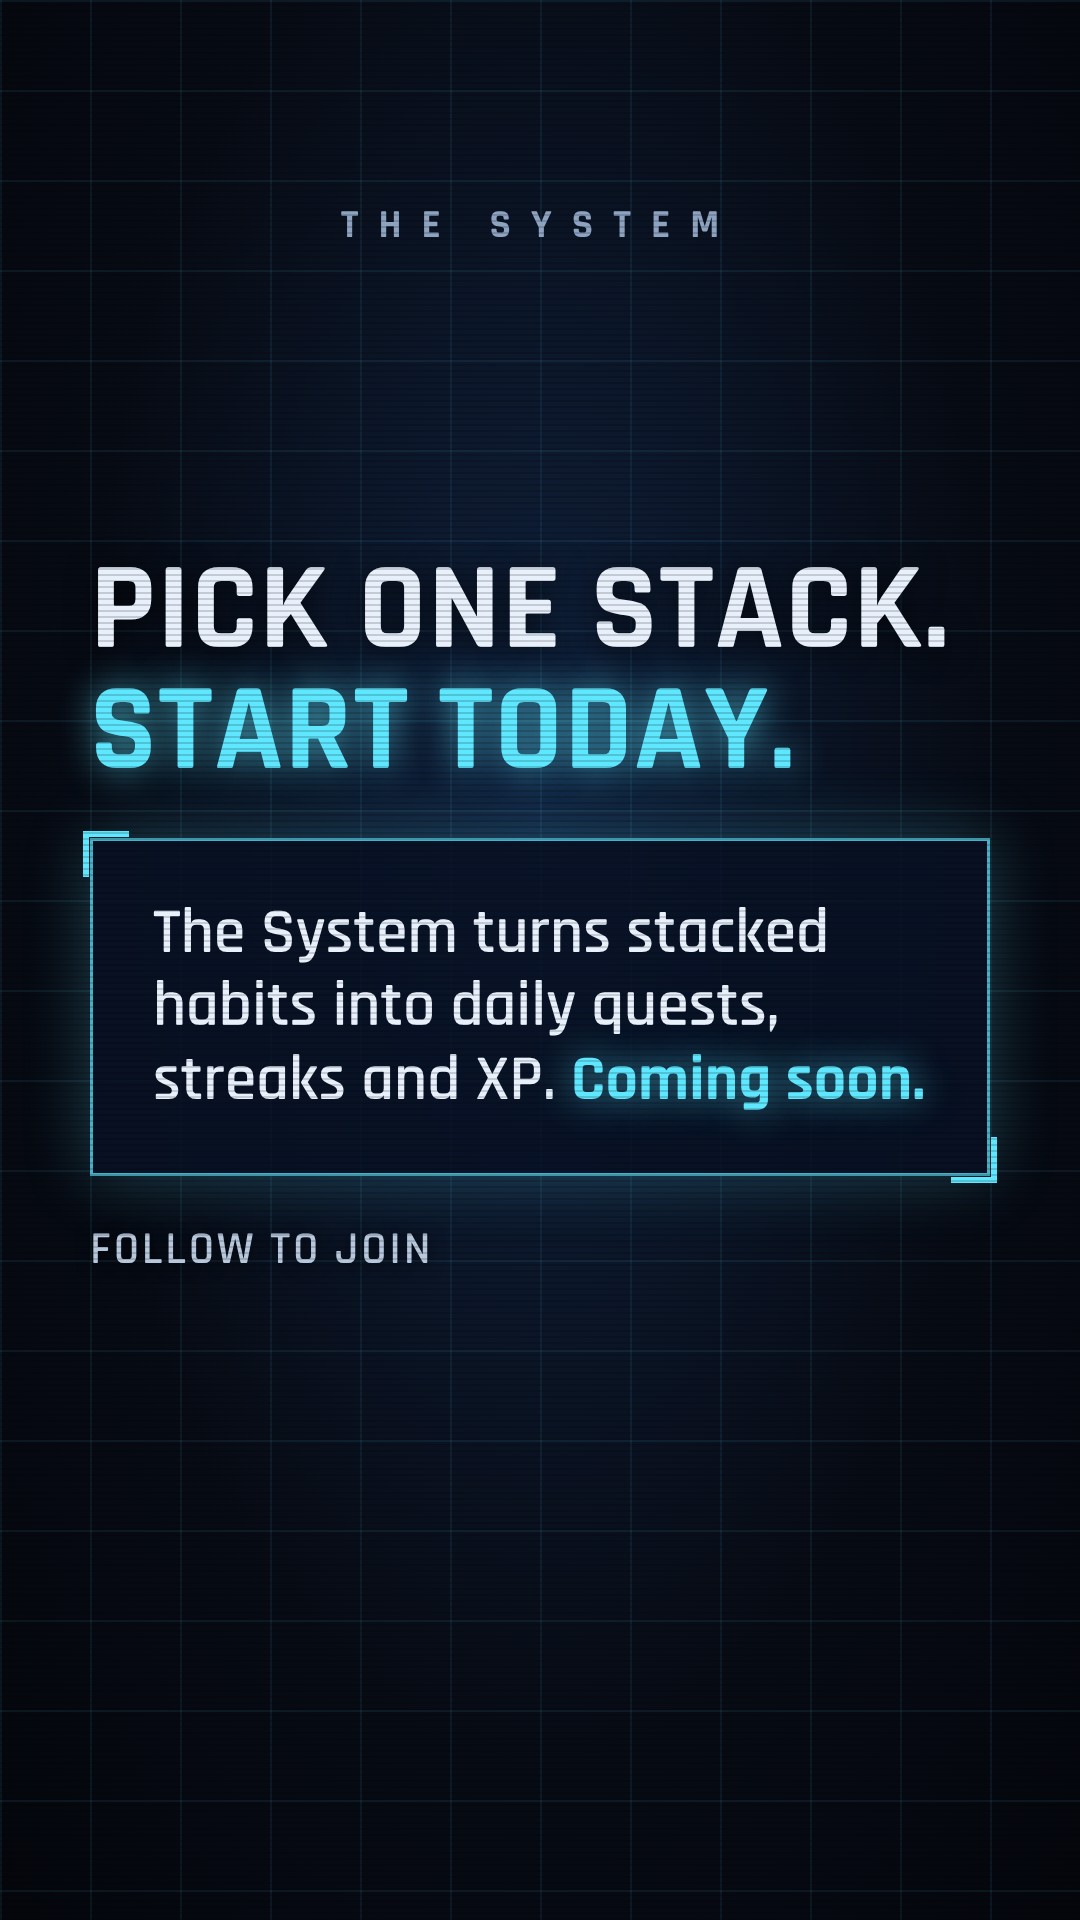 THE SYSTEM
PICK ONE STACK.
START TODAY.
The System turns stacked
habits into daily quests,
streaks and XP. Coming soon.
FOLLOW TO JOIN